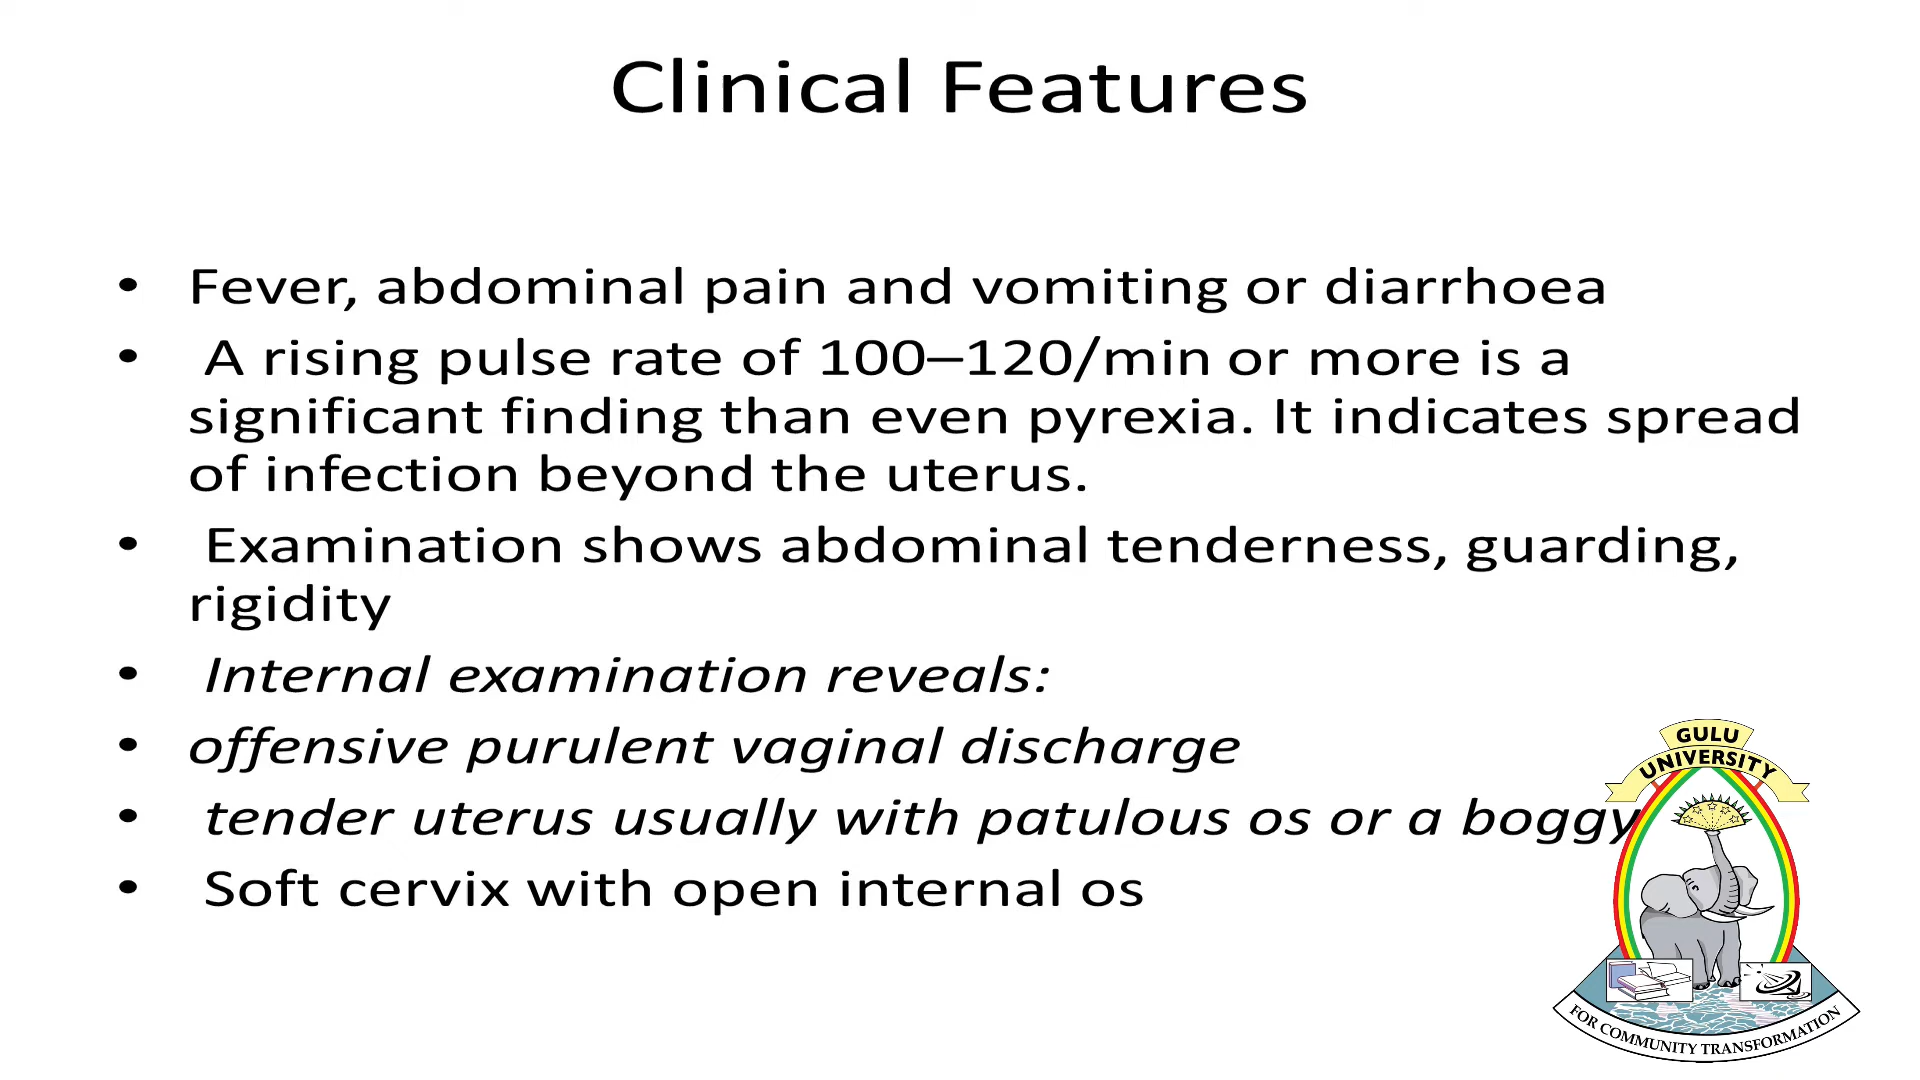 Clinical Features
• Fever, abdominal pain and vomiting or diarrhoea
• A rising pulse rate of 100–120/min or more is a
significant finding than even pyrexia. It indicates spread
of infection beyond the uterus.
• Examination shows abdominal tenderness, guarding,
rigidity
• Internal examination reveals:
• offensive purulent vaginal discharge
• tender uterus usually with patulous os or a boggy
• Soft cervix with open internal os
GULU
UNIVERSITY
FOR COMMUNITY TRANSFORMATION